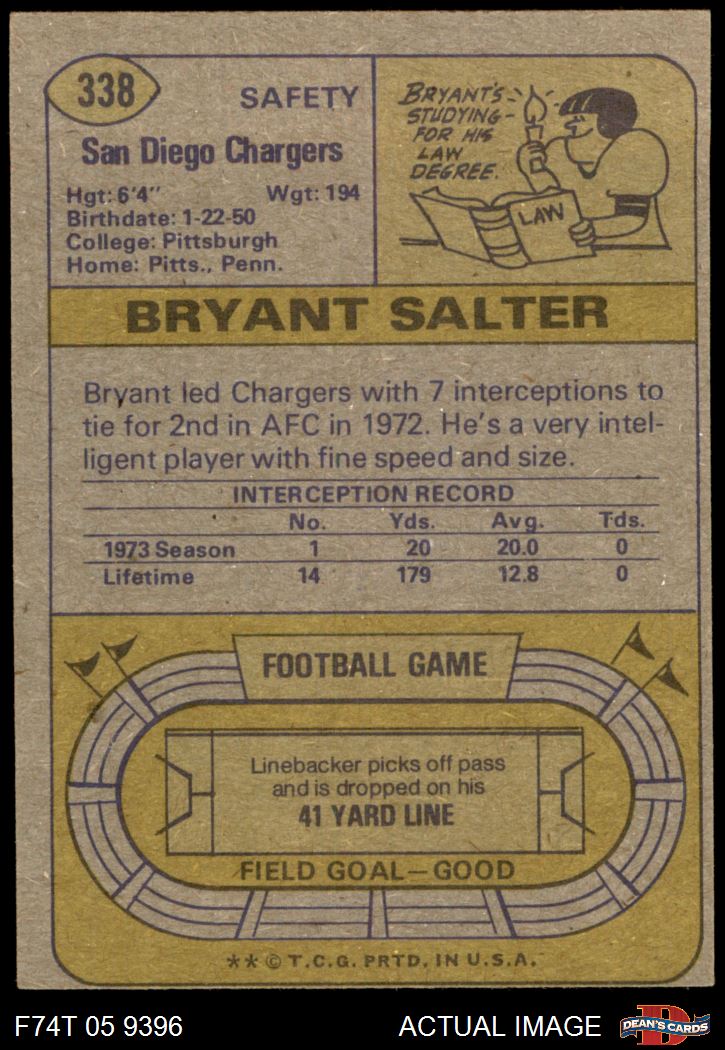 338
SAFETY
San Diego Chargers
Hgt: 6'4" Wgt: 194
Birthdate: 1-22-50
College: Pittsburgh
Home: Pitts., Penn.
BRYANT'S
STUDYING
FOR HIS
LAW
DEGREE.
LAW
BRYANT SALTER
Bryant led Chargers with 7 interceptions to
tie for 2nd in AFC in 1972. He's a very intel-
ligent player with fine speed and size.
INTERCEPTION RECORD
No. Yds. Avg. Tds.
1973 Season 1 20 20.0 0
Lifetime 14 179 12.8 0
FOOTBALL GAME
Linebacker picks off pass
and is dropped on his
41 YARD LINE
FIELD GOAL—GOOD
** © T.C.G. PRTD. IN U.S.A.
F74T 05 9396 ACTUAL IMAGE
D
DEAN'S CARDS